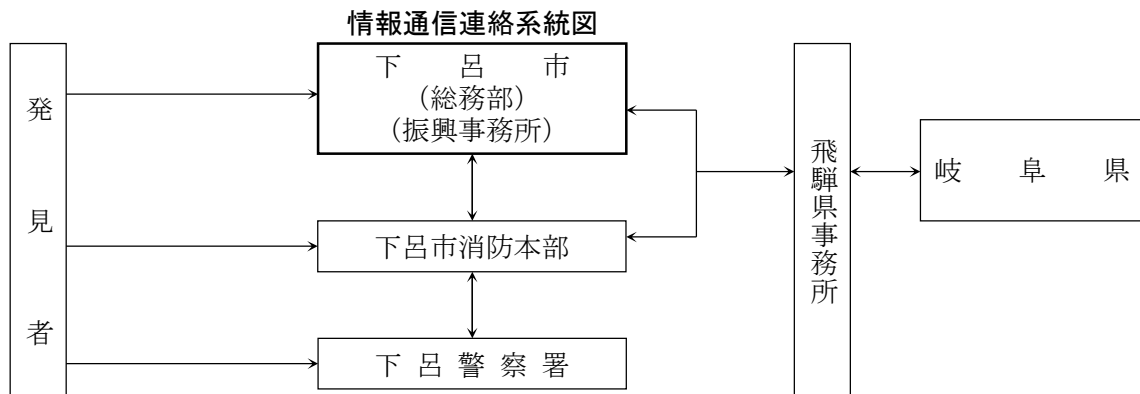 情報通信連絡系統図
発見者
下呂市
(総務部)
(振興事務所)
下呂市消防本部
下呂警察署
飛騨県事務所
岐阜県